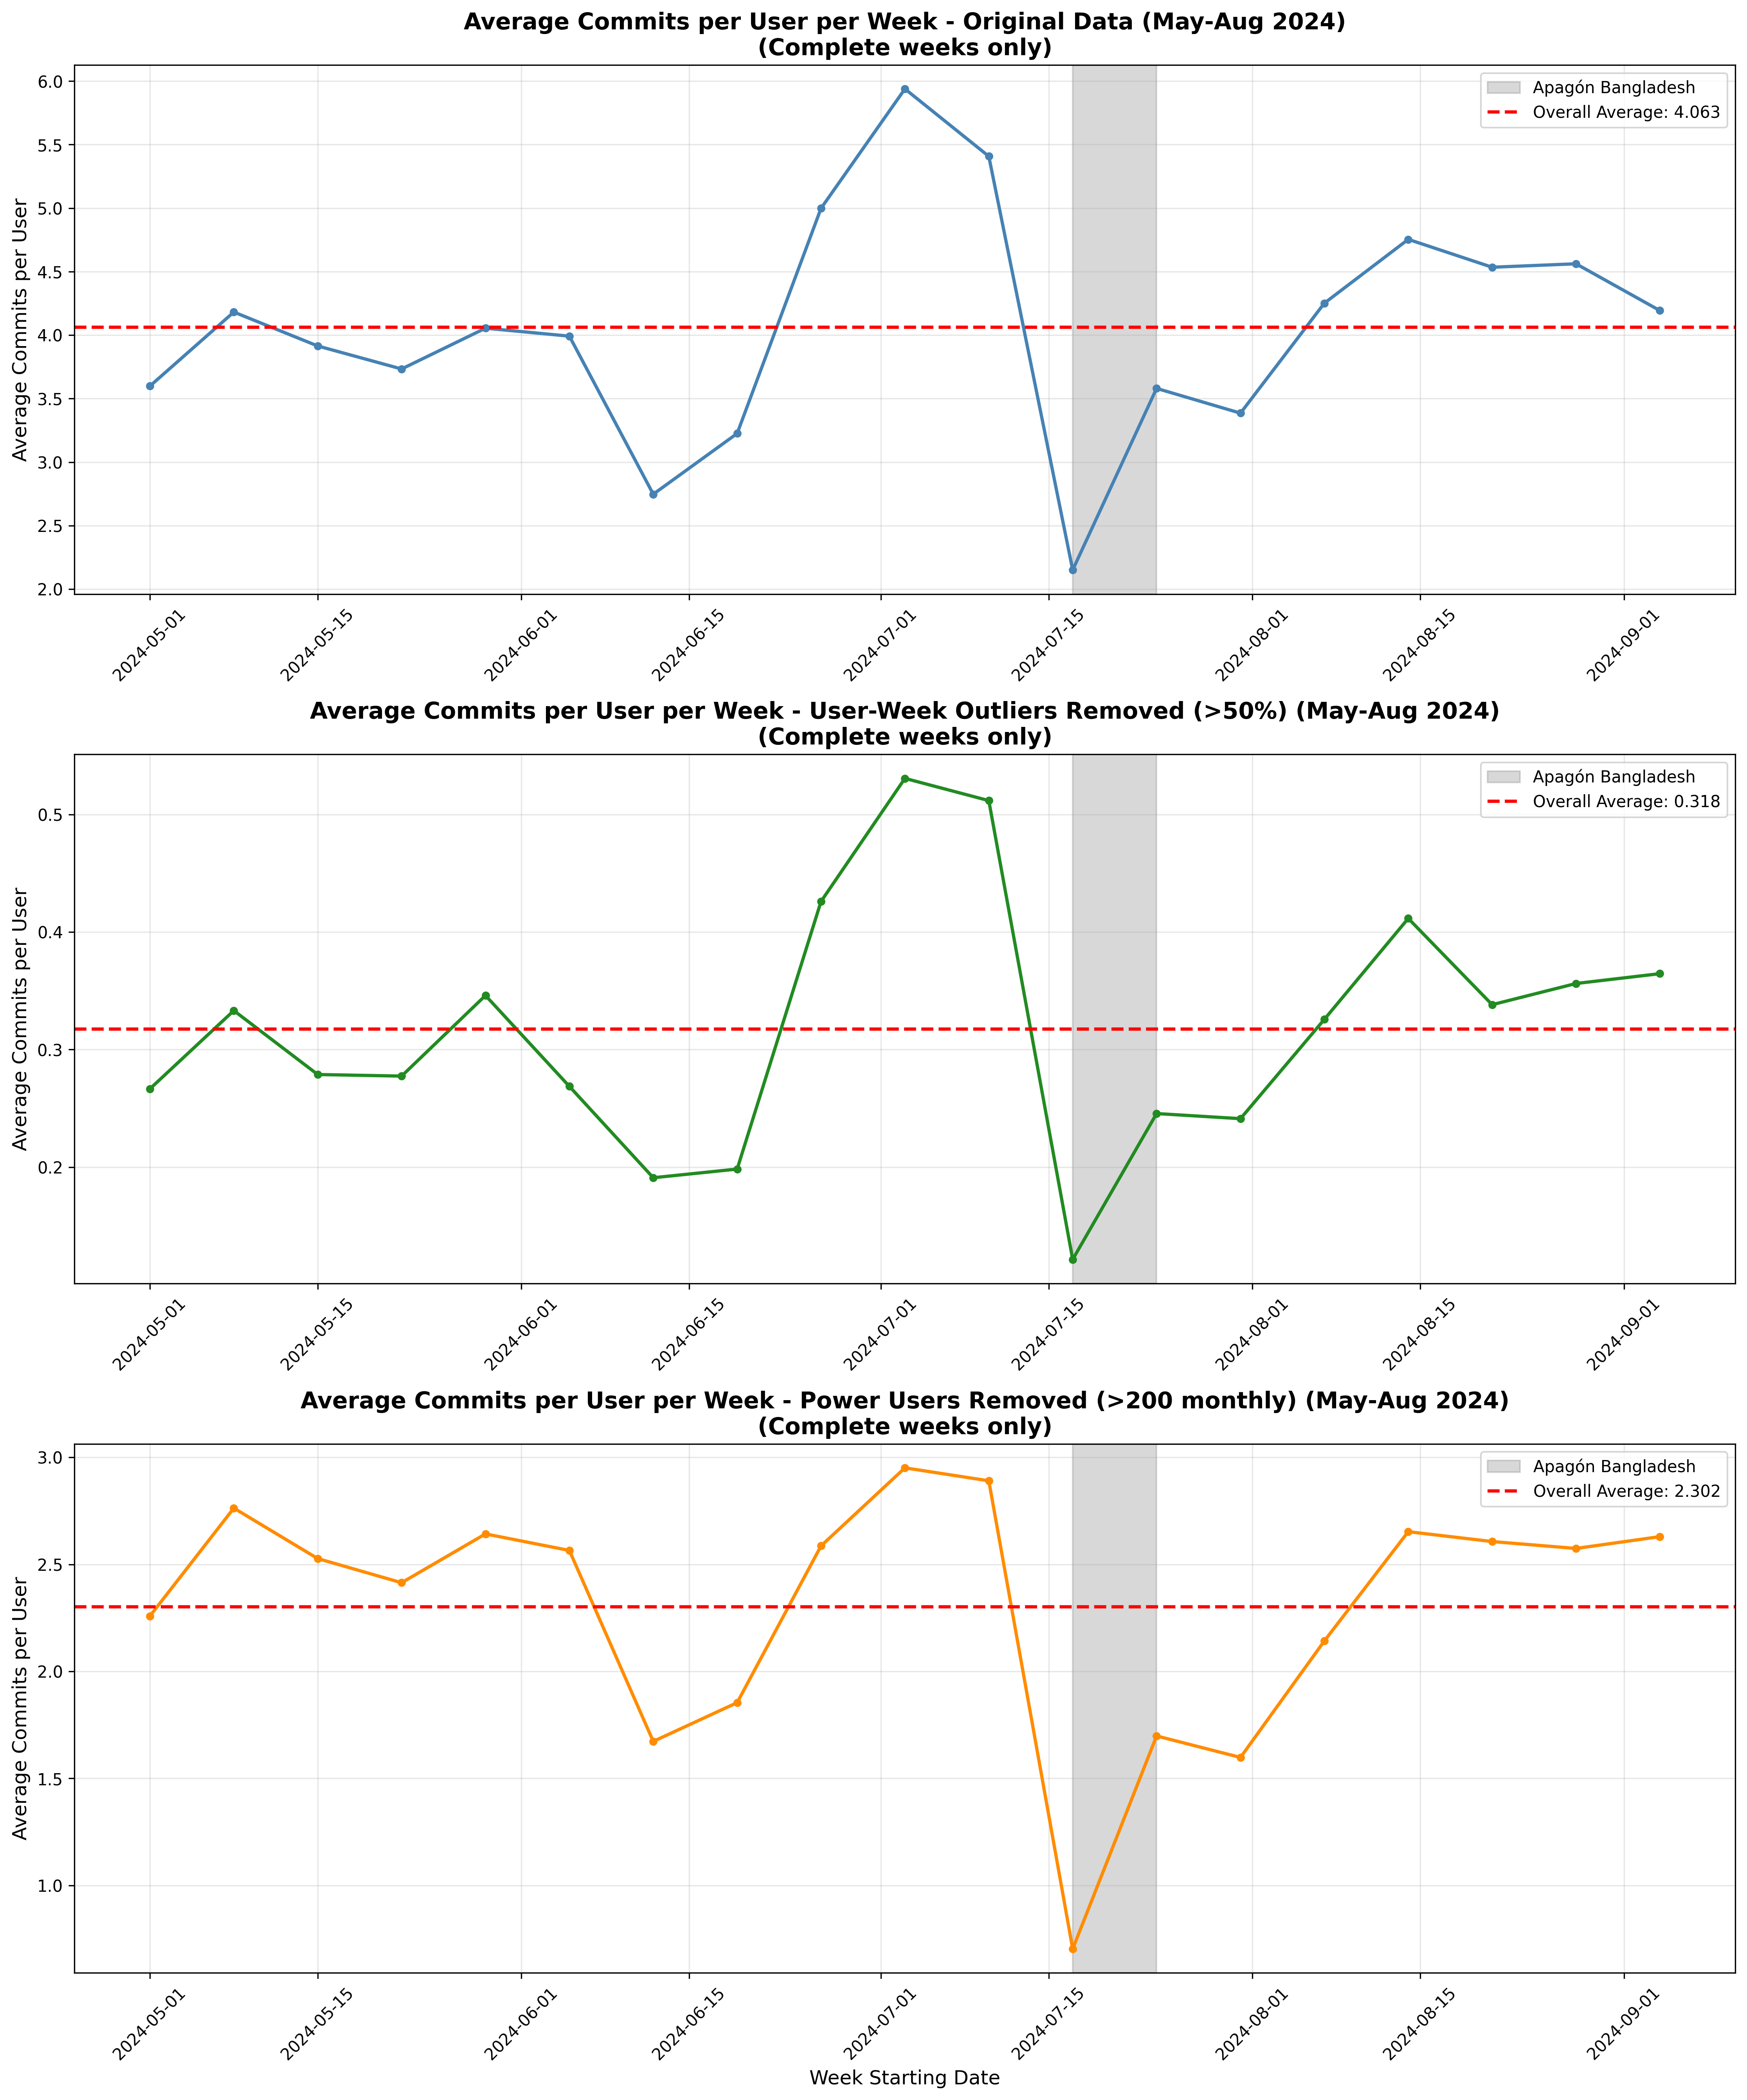 Average Commits per User per Week - Original Data (May-Aug 2024)
(Complete weeks only)
Average Commits per User
6.0
5.5
5.0
4.5
4.0
3.5
3.0
2.5
2.0
Apagón Bangladesh
Overall Average: 4.063
2024-05-01
2024-05-15
2024-06-01
2024-06-15
2024-07-01
2024-07-15
2024-08-01
2024-08-15
2024-09-01
Average Commits per User per Week - User-Week Outliers Removed (>50%) (May-Aug 2024)
(Complete weeks only)
Average Commits per User
0.5
0.4
0.3
0.2
Apagón Bangladesh
Overall Average: 0.318
2024-05-01
2024-05-15
2024-06-01
2024-06-15
2024-07-01
2024-07-15
2024-08-01
2024-08-15
2024-09-01
Average Commits per User per Week - Power Users Removed (>200 monthly) (May-Aug 2024)
(Complete weeks only)
Average Commits per User
3.0
2.5
2.0
1.5
1.0
Apagón Bangladesh
Overall Average: 2.302
2024-05-01
2024-05-15
2024-06-01
2024-06-15
2024-07-01
2024-07-15
2024-08-01
2024-08-15
2024-09-01
Week Starting Date